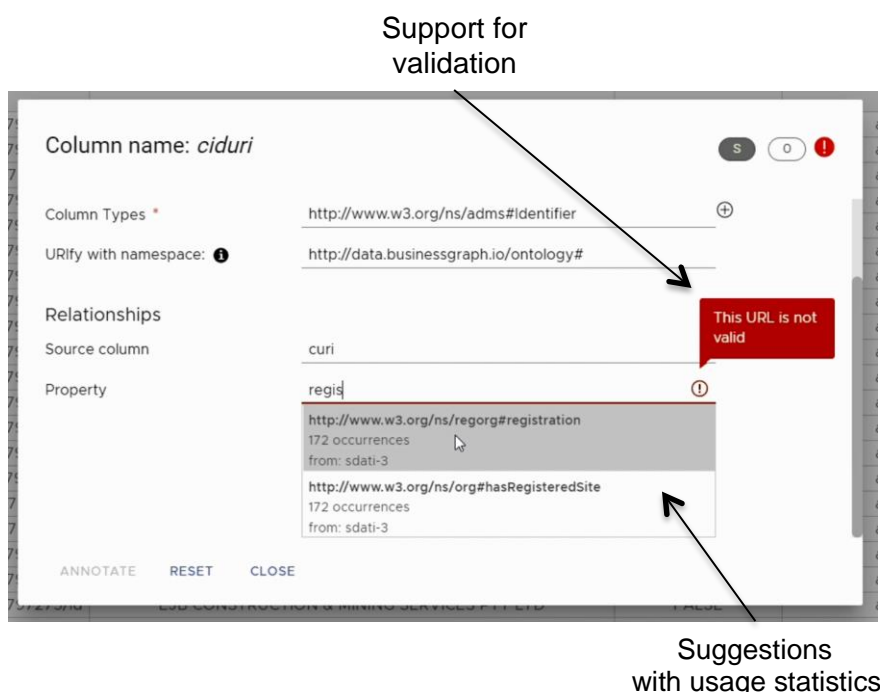 Support for
validation
Column name: ciduri
S
O
!
Column Types *
http://www.w3.org/ns/adms#Identifier
URIfy with namespace:
http://data.businessgraph.io/ontology#
Relationships
This URL is not
valid
Source column
curi
Property
regis
http://www.w3.org/ns/regorg#registration
172 occurrences
from: sdati-3
http://www.w3.org/ns/org#hasRegisteredSite
172 occurrences
from: sdati-3
ANNOTATE RESET CLOSE
Suggestions
with usage statistics